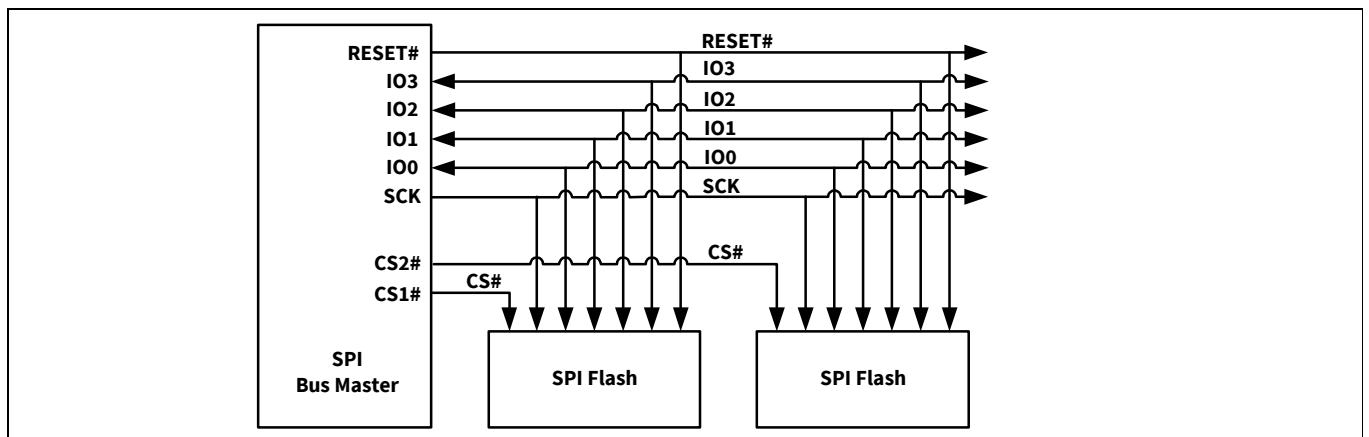 RESET#
RESET#
IO3
IO3
IO2
IO2
IO1
IO1
IO0
IO0
SCK
SCK
CS2#
CS#
CS1#
CS#
SPI
Bus Master
SPI Flash
SPI Flash